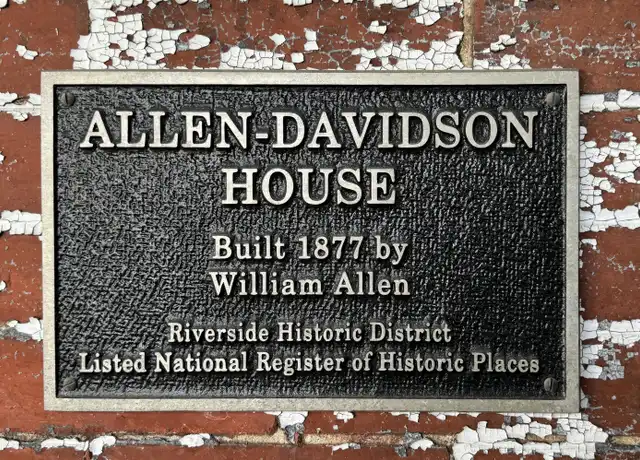 ALLEN-DAVIDSON
HOUSE
Built 1877 by
William Allen
Riverside Historic District
Listed National Register of Historic Places